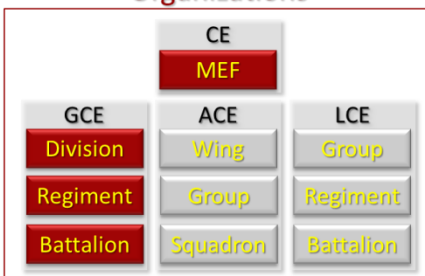 CE
MEF
GCE ACE LCE
Division Wing Group
Regiment Group Regiment
Battalion Squadron Battalion